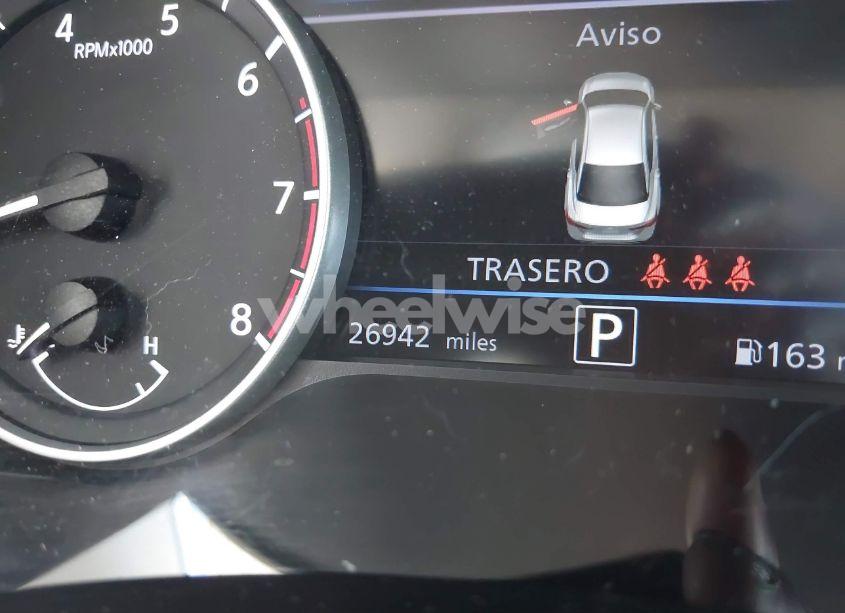 4
5
RPMx1000
6
7
8
H
Aviso
TRASERO
26942 miles
P
163
wheelwise